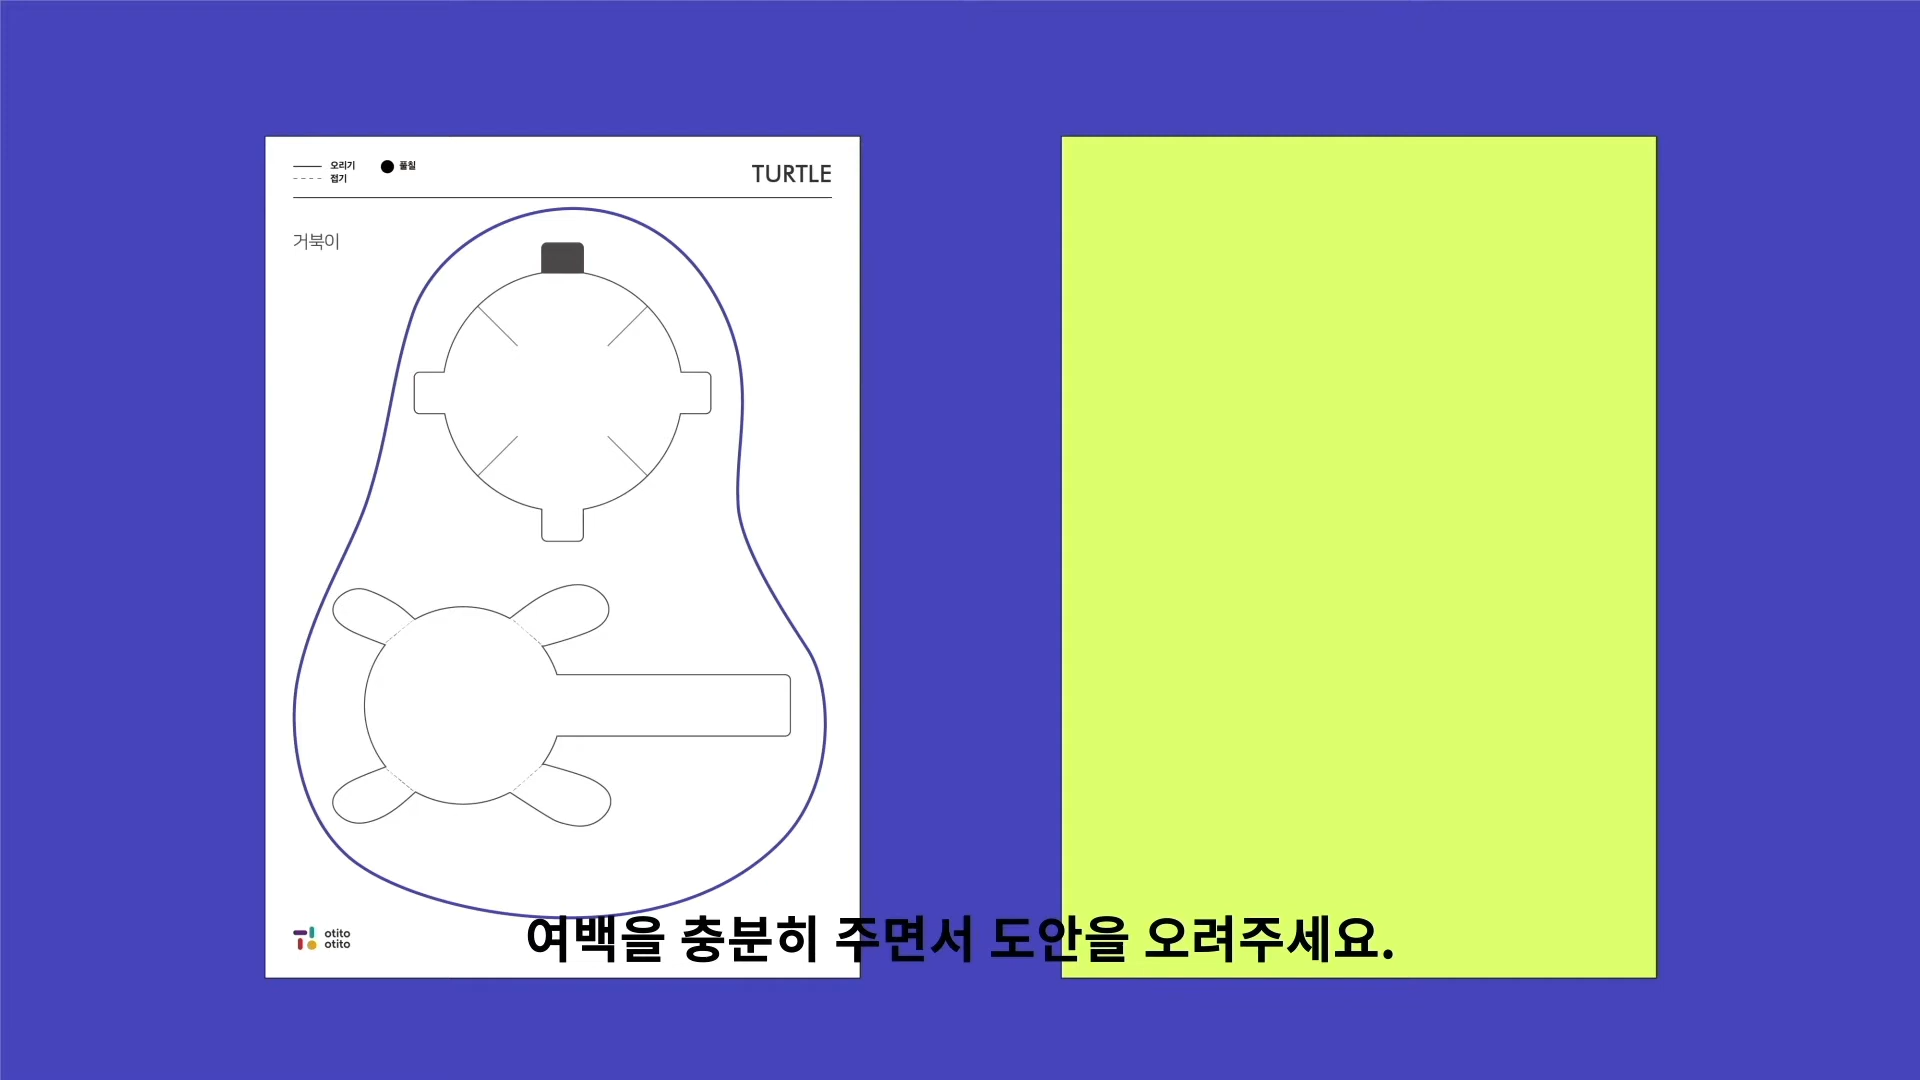 오리기
접기
풀칠
TURTLE
거북이
otito
otito
여백을 충분히 주면서 도안을 오려주세요.